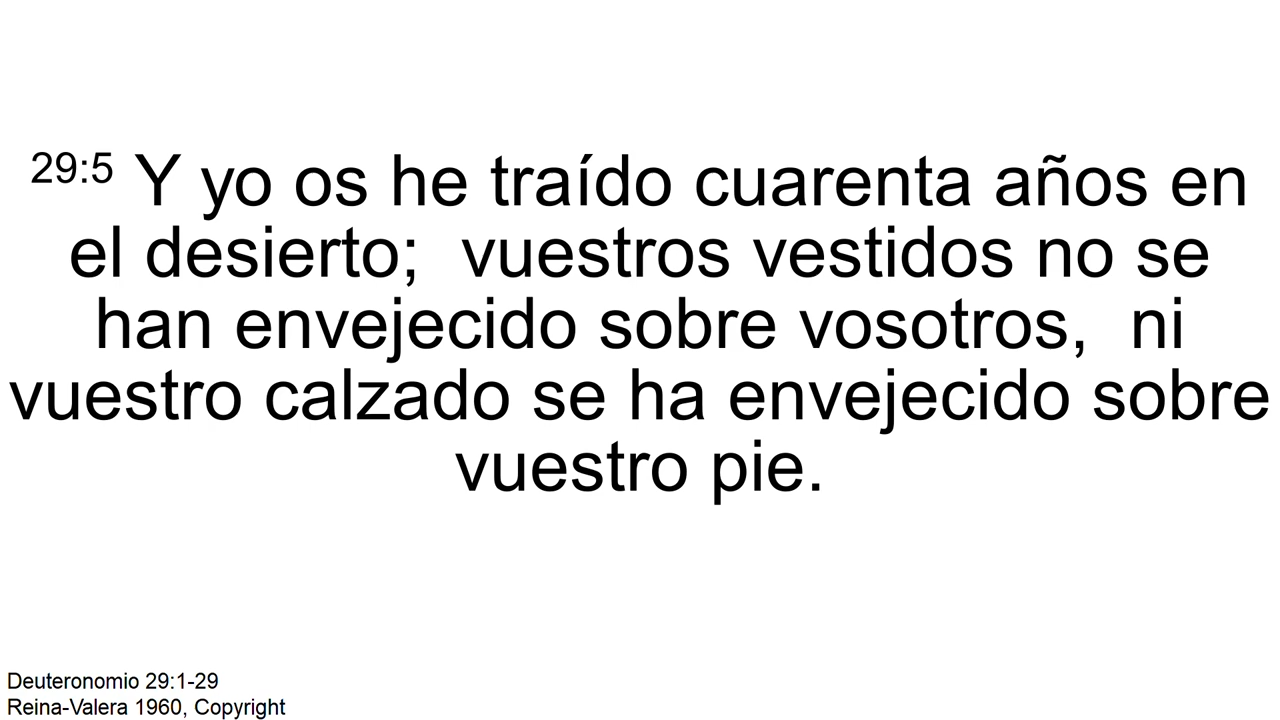 29:5 Y yo os he traído cuarenta años en
el desierto;  vuestros vestidos no se
han envejecido sobre vosotros,  ni
vuestro calzado se ha envejecido sobre
vuestro pie.
Deuteronomio 29:1-29
Reina-Valera 1960, Copyright